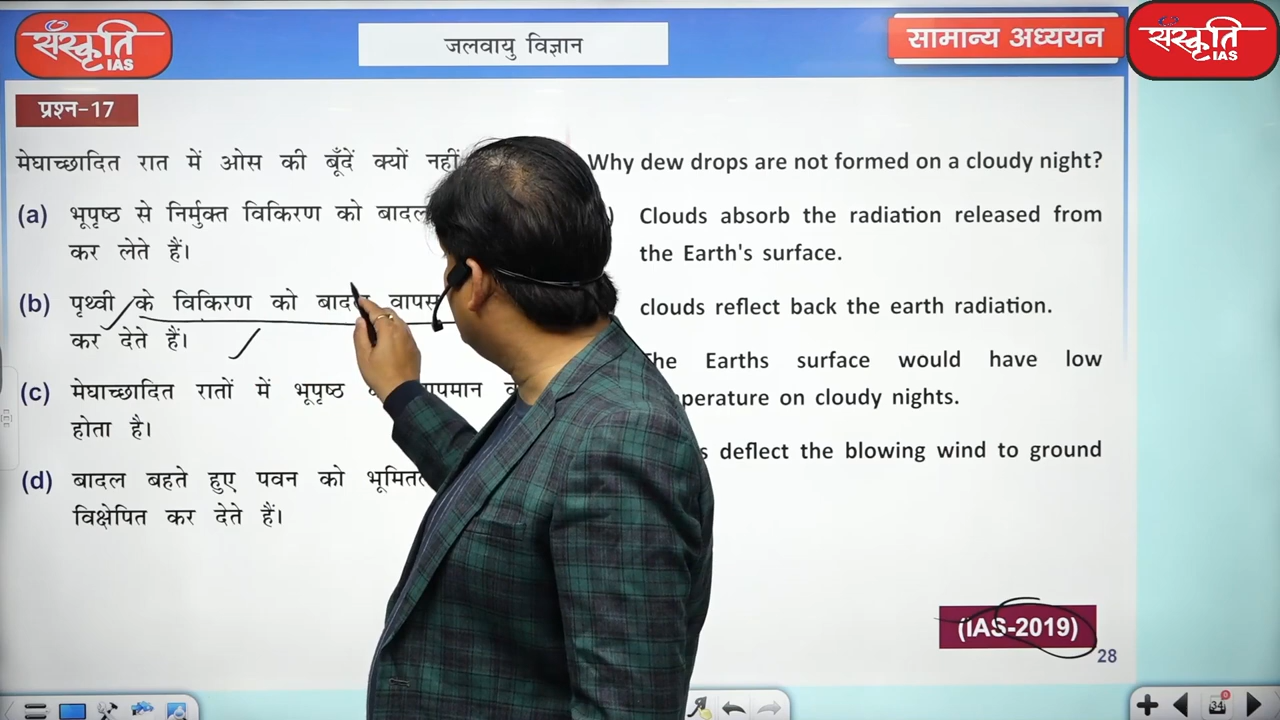 संस्कृति
IAS
जलवायु विज्ञान
सामान्य अध्ययन
संस्कृति
IAS
प्रश्न-17
मेघाच्छादित रात में ओस की बूँदें क्यों नहीं
(a) भूपृष्ठ से निर्मुक्त विकिरण को बादल
कर लेते हैं।
(b) पृथ्वी के विकिरण को बादल वापस
कर देते हैं।
(c) मेघाच्छादित रातों में भूपृष्ठ
होता है।
(d) बादल बहते हुए पवन को
विक्षेपित कर देते हैं।
Why dew drops are not formed on a cloudy night?
Clouds absorb the radiation released from
the Earth's surface.
clouds reflect back the earth radiation.
The Earths surface would have low
temperature on cloudy nights.
deflect the blowing wind to ground
(IAS-2019)
28
34